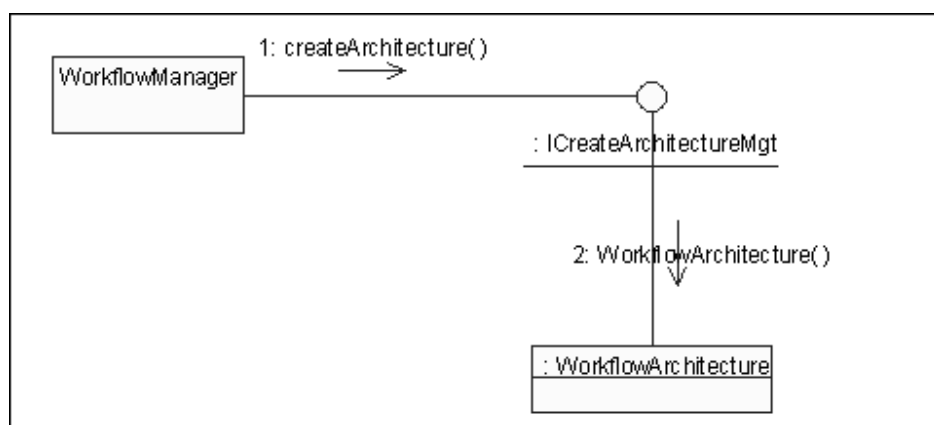 1: createArchitecture()
WorkflowManager
: ICreateArchitectureMgt
2: WorkflowArchitecture()
: WorkflowArchitecture